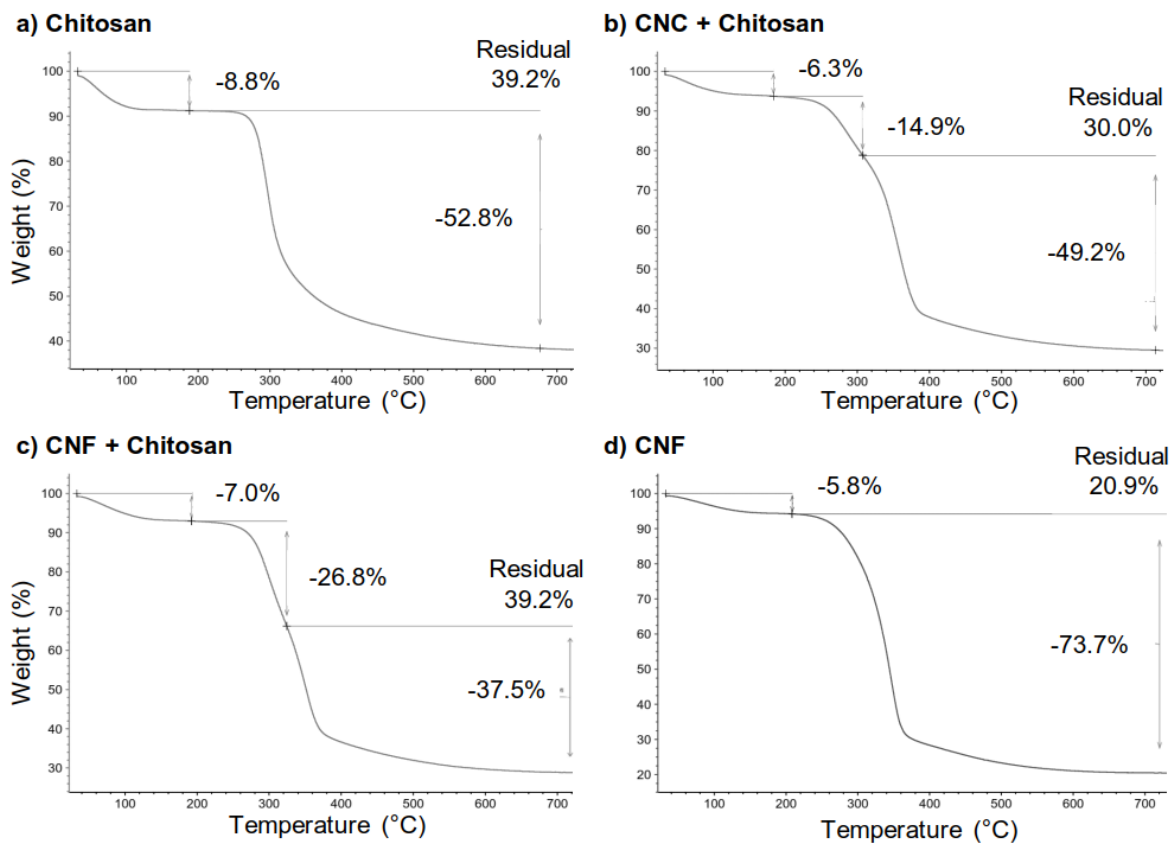 a) Chitosan
Residual
39.2%
-8.8%
-52.8%
100
90
80
70
60
50
40
Weight (%)
100 200 300 400 500 600 700
Temperature (°C)
b) CNC + Chitosan
-6.3%
Residual
30.0%
-14.9%
-49.2%
100
90
80
70
60
50
40
30
100 200 300 400 500 600 700
Temperature (°C)
c) CNF + Chitosan
-7.0%
-26.8%
Residual
39.2%
-37.5%
100
90
80
70
60
50
40
30
Weight (%)
100 200 300 400 500 600 700
Temperature (°C)
d) CNF
Residual
20.9%
-5.8%
-73.7%
100
90
80
70
60
50
40
30
20
100 200 300 400 500 600 700
Temperature (°C)